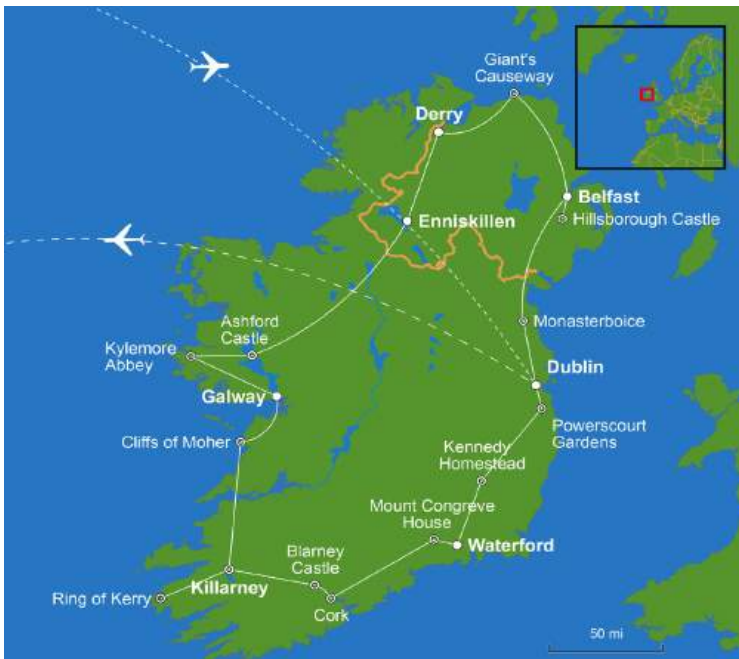 Giant's
Causeway
Derry
Belfast
Enniskillen
Hillsborough Castle
Ashford
Castle
Monasterboice
Kylemore
Abbey
Dublin
Galway
Powerscourt
Gardens
Cliffs of Moher
Kennedy
Homestead
Mount Congreve
House
Waterford
Blarney
Castle
Killarney
Ring of Kerry
Cork
50 mi